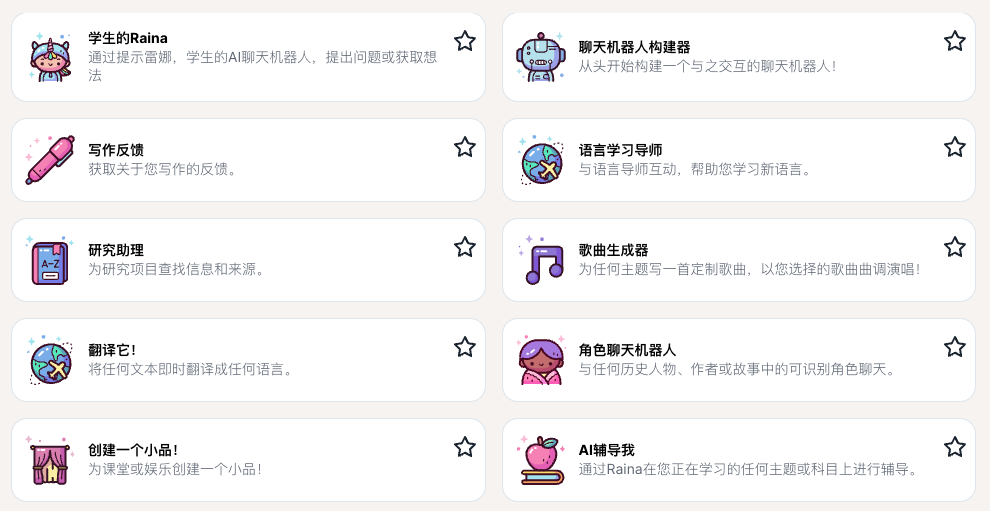 学生的Raina
通过提示雷娜，学生的AI聊天机器人，提出问题或获取想
法
聊天机器人构建器
从头开始构建一个与之交互的聊天机器人！
写作反馈
获取关于您写作的反馈。
语言学习导师
与语言导师互动，帮助您学习新语言。
研究助理
为研究项目查找信息和来源。
歌曲生成器
为任何主题写一首定制歌曲，以您选择的歌曲曲调演唱！
翻译它！
将任何文本即时翻译成任何语言。
角色聊天机器人
与任何历史人物、作者或故事中的可识别角色聊天。
创建一个小品！
为课堂或娱乐创建一个小品！
AI辅导我
通过Raina在您正在学习的任何主题或科目上进行辅导。
A-Z